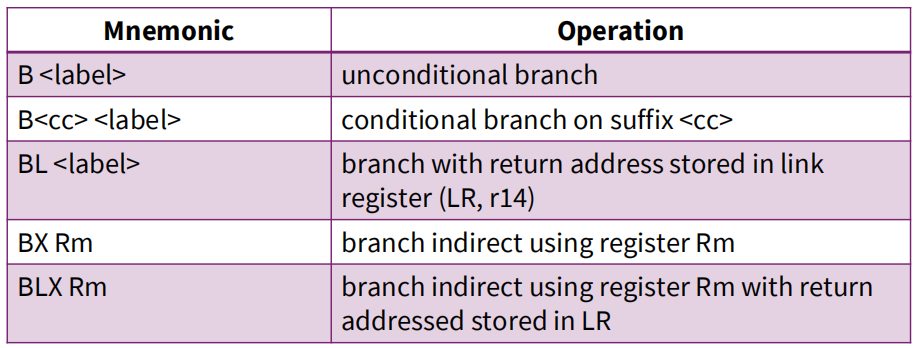 Mnemonic Operation
B <label> unconditional branch
B<cc> <label> conditional branch on suffix <cc>
BL <label> branch with return address stored in link
register (LR, r14)
BX Rm branch indirect using register Rm
BLX Rm branch indirect using register Rm with return
addressed stored in LR